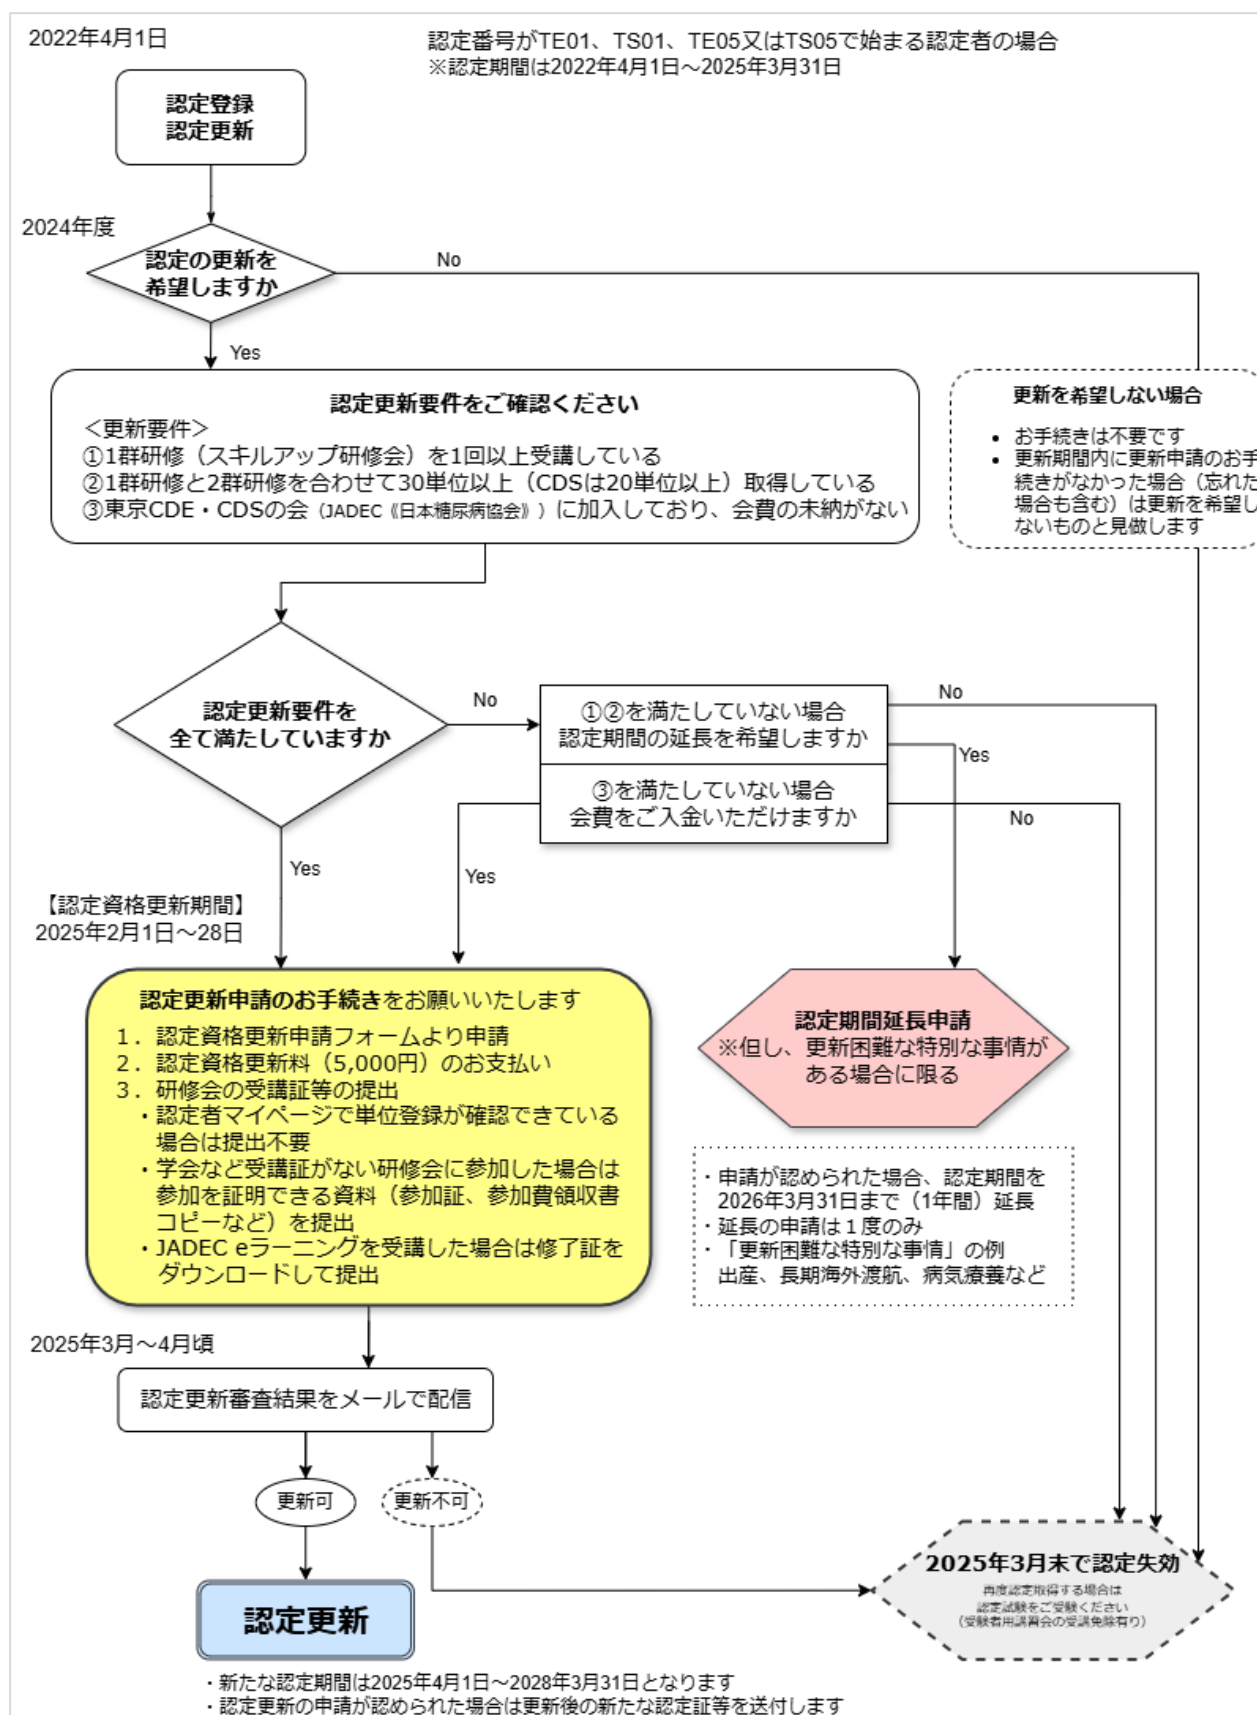 2022年4月1日
認定番号がTE01、TS01、TE05又はTS05で始まる認定者の場合
※認定期間は2022年4月1日～2025年3月31日
認定登録
認定更新
2024年度
認定の更新を
希望しますか
No
Yes
認定更新要件をご確認ください
＜更新要件＞
①1群研修（スキルアップ研修会）を1回以上受講している
②1群研修と2群研修を合わせて30単位以上（CDSは20単位以上）取得している
③東京CDE・CDSの会（JADEC《日本糖尿病協会》）に加入しており、会費の未納がない
更新を希望しない場合
• お手続きは不要です
• 更新期間内に更新申請のお手
続きがなかった場合（忘れた
場合も含む）は更新を希望し
ないものと見做します
認定更新要件を
全て満たしていますか
No
①②を満たしていない場合
認定期間の延長を希望しますか
No
Yes
③を満たしていない場合
会費をご入金いただけますか
No
Yes
Yes
【認定資格更新期間】
2025年2月1日～28日
認定更新申請のお手続きをお願いいたします
1．認定資格更新申請フォームより申請
2．認定資格更新料（5,000円）のお支払い
3．研修会の受講証等の提出
・認定者マイページで単位登録が確認できている
場合は提出不要
・学会など受講証がない研修会に参加した場合は
参加を証明できる資料（参加証、参加費領収書
コピーなど）を提出
・JADEC eラーニングを受講した場合は修了証を
ダウンロードして提出
認定期間延長申請
※但し、更新困難な特別な事情が
ある場合に限る
・申請が認められた場合、認定期間を
2026年3月31日まで（1年間）延長
・延長の申請は１度のみ
・「更新困難な特別な事情」の例
出産、長期海外渡航、病気療養など
2025年3月～4月頃
認定更新審査結果をメールで配信
更新可
更新不可
認定更新
2025年3月末で認定失効
再度認定取得する場合は
認定試験をご受験ください
（受験者用講習会の受講免除有り）
・新たな認定期間は2025年4月1日～2028年3月31日となります
・認定更新の申請が認められた場合は更新後の新たな認定証等を送付します